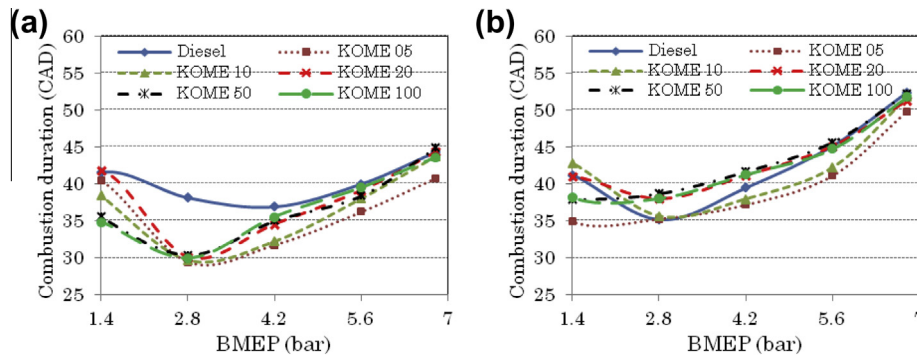 (a)
60
55
50
45
40
35
30
25
Combustion duration (CAD)
Diesel
KOME 05
KOME 10
KOME 20
KOME 50
KOME 100
1.4
2.8
4.2
5.6
7
BMEP (bar)
(b)
60
55
50
45
40
35
30
25
Combustion duration (CAD)
Diesel
KOME 05
KOME 10
KOME 20
KOME 50
KOME 100
1.4
2.8
4.2
5.6
7
BMEP (bar)